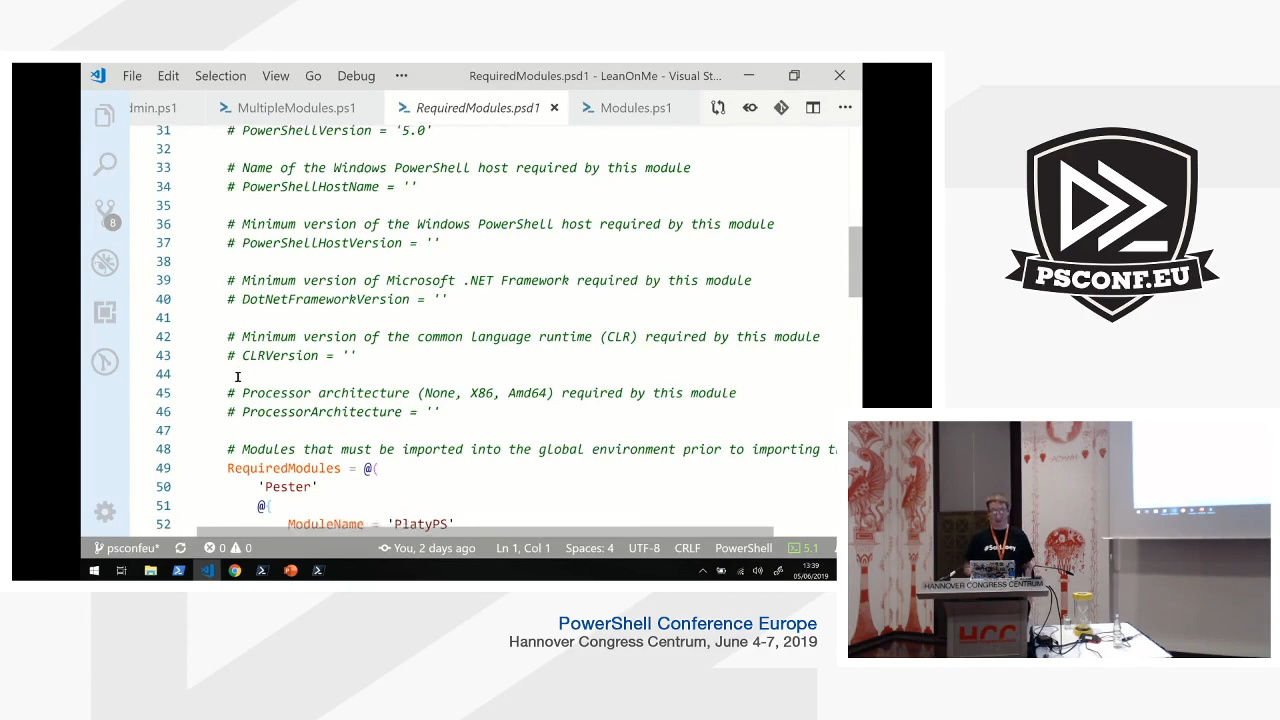 File Edit Selection View Go Debug ••• RequiredModules.psd1 - LeanOnMe - Visual St...
dmin.ps1 MultipleModules.ps1 RequiredModules.psd1 Modules.ps1
31 # PowerShellVersion = '5.0'
32
33 # Name of the Windows PowerShell host required by this module
34 # PowerShellHostName = ''
35
36 # Minimum version of the Windows PowerShell host required by this module
37 # PowerShellHostVersion = ''
38
39 # Minimum version of Microsoft .NET Framework required by this module
40 # DotNetFrameworkVersion = ''
41
42 # Minimum version of the common language runtime (CLR) required by this module
43 # CLRVersion = ''
44
45 # Processor architecture (None, X86, Amd64) required by this module
46 # ProcessorArchitecture = ''
47
48 # Modules that must be imported into the global environment prior to importing t
49 RequiredModules = @(
50 'Pester'
51 @{
52 ModuleName = 'PlatyPS'
8
psconfeu* 0 0 You, 2 days ago Ln 1, Col 1 Spaces: 4 UTF-8 CRLF PowerShell 5.1
13:39
05/06/2019
PSCONF.EU
HANNOVER CONGRESS CENTRUM
HCC
PowerShell Conference Europe
Hannover Congress Centrum, June 4-7, 2019